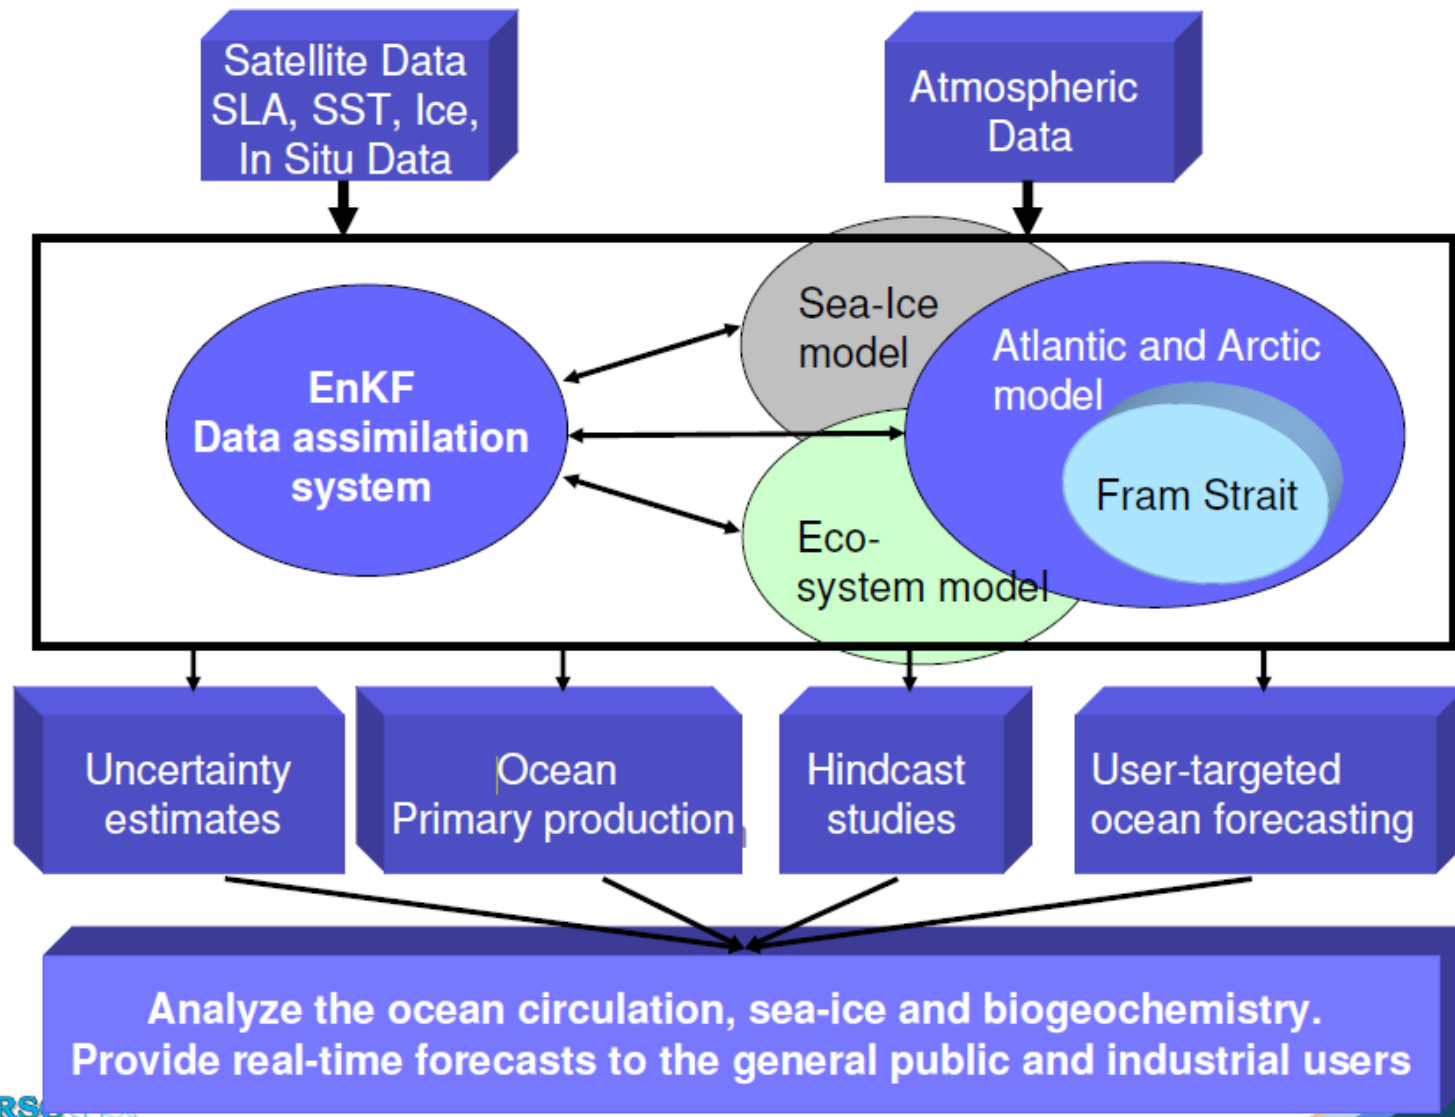 Satellite Data
SLA, SST, Ice,
In Situ Data
Atmospheric
Data
EnKF
Data assimilation
system
Sea-Ice
model
Atlantic and Arctic
model
Fram Strait
Eco-
system model
Uncertainty
estimates
Ocean
Primary production
Hindcast
studies
User-targeted
ocean forecasting
Analyze the ocean circulation, sea-ice and biogeochemistry.
Provide real-time forecasts to the general public and industrial users